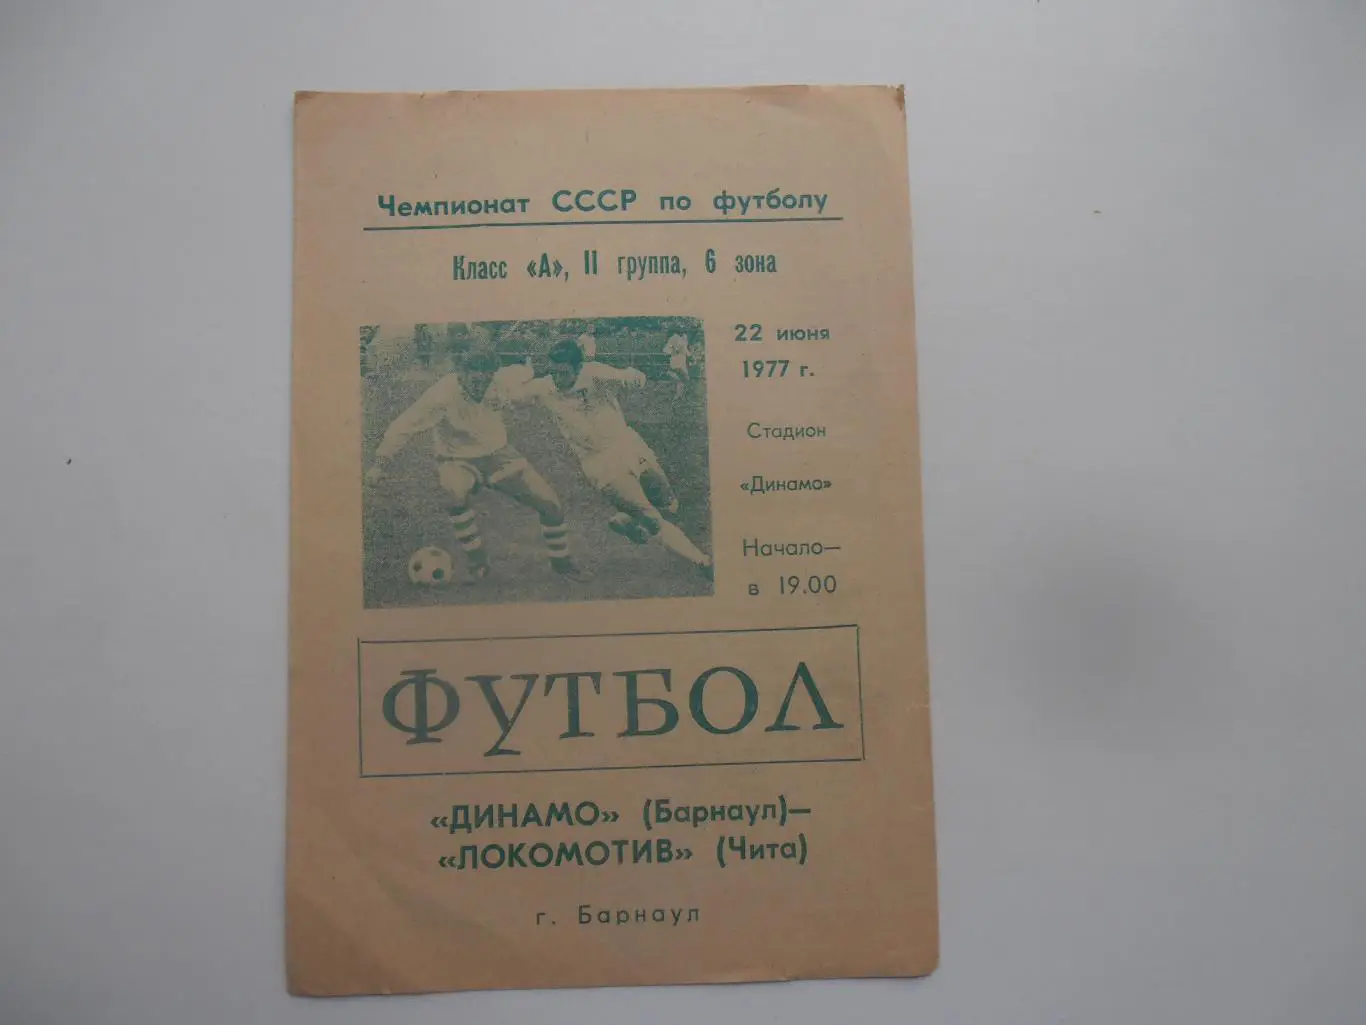 Чемпионат СССР по футболу
Класс «А», II группа, 6 зона
22 июня
1977 г.
Стадион
«Динамо»
Начало—
в 19.00
ФУТБОЛ
«ДИНАМО» (Барнаул)—
«ЛОКОМОТИВ» (Чита)
г. Барнаул